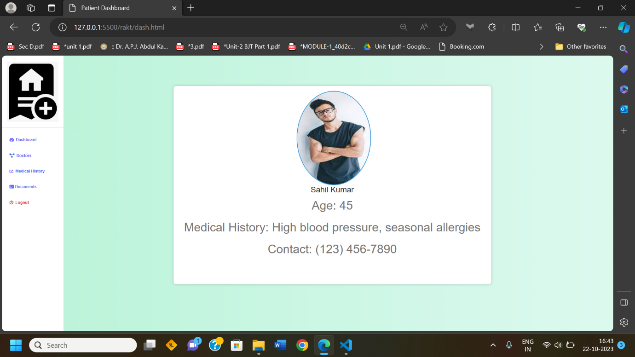 Patient Dashboard
127.0.0.1:5500/rakt/dash.html
Sec D.pdf
*unit 1.pdf
:: Dr. A.P.J. Abdul Ka...
*3.pdf
*Unit-2 B/T Part 1.pdf
*MODULE-1_40d2c...
Unit 1.pdf - Google...
Booking.com
Other favorites
Dashboard
Doctors
Medical History
Documents
Logout
Sahil Kumar
Age: 45
Medical History: High blood pressure, seasonal allergies
Contact: (123) 456-7890
Search
ENG
IN
16:43
22-10-2023